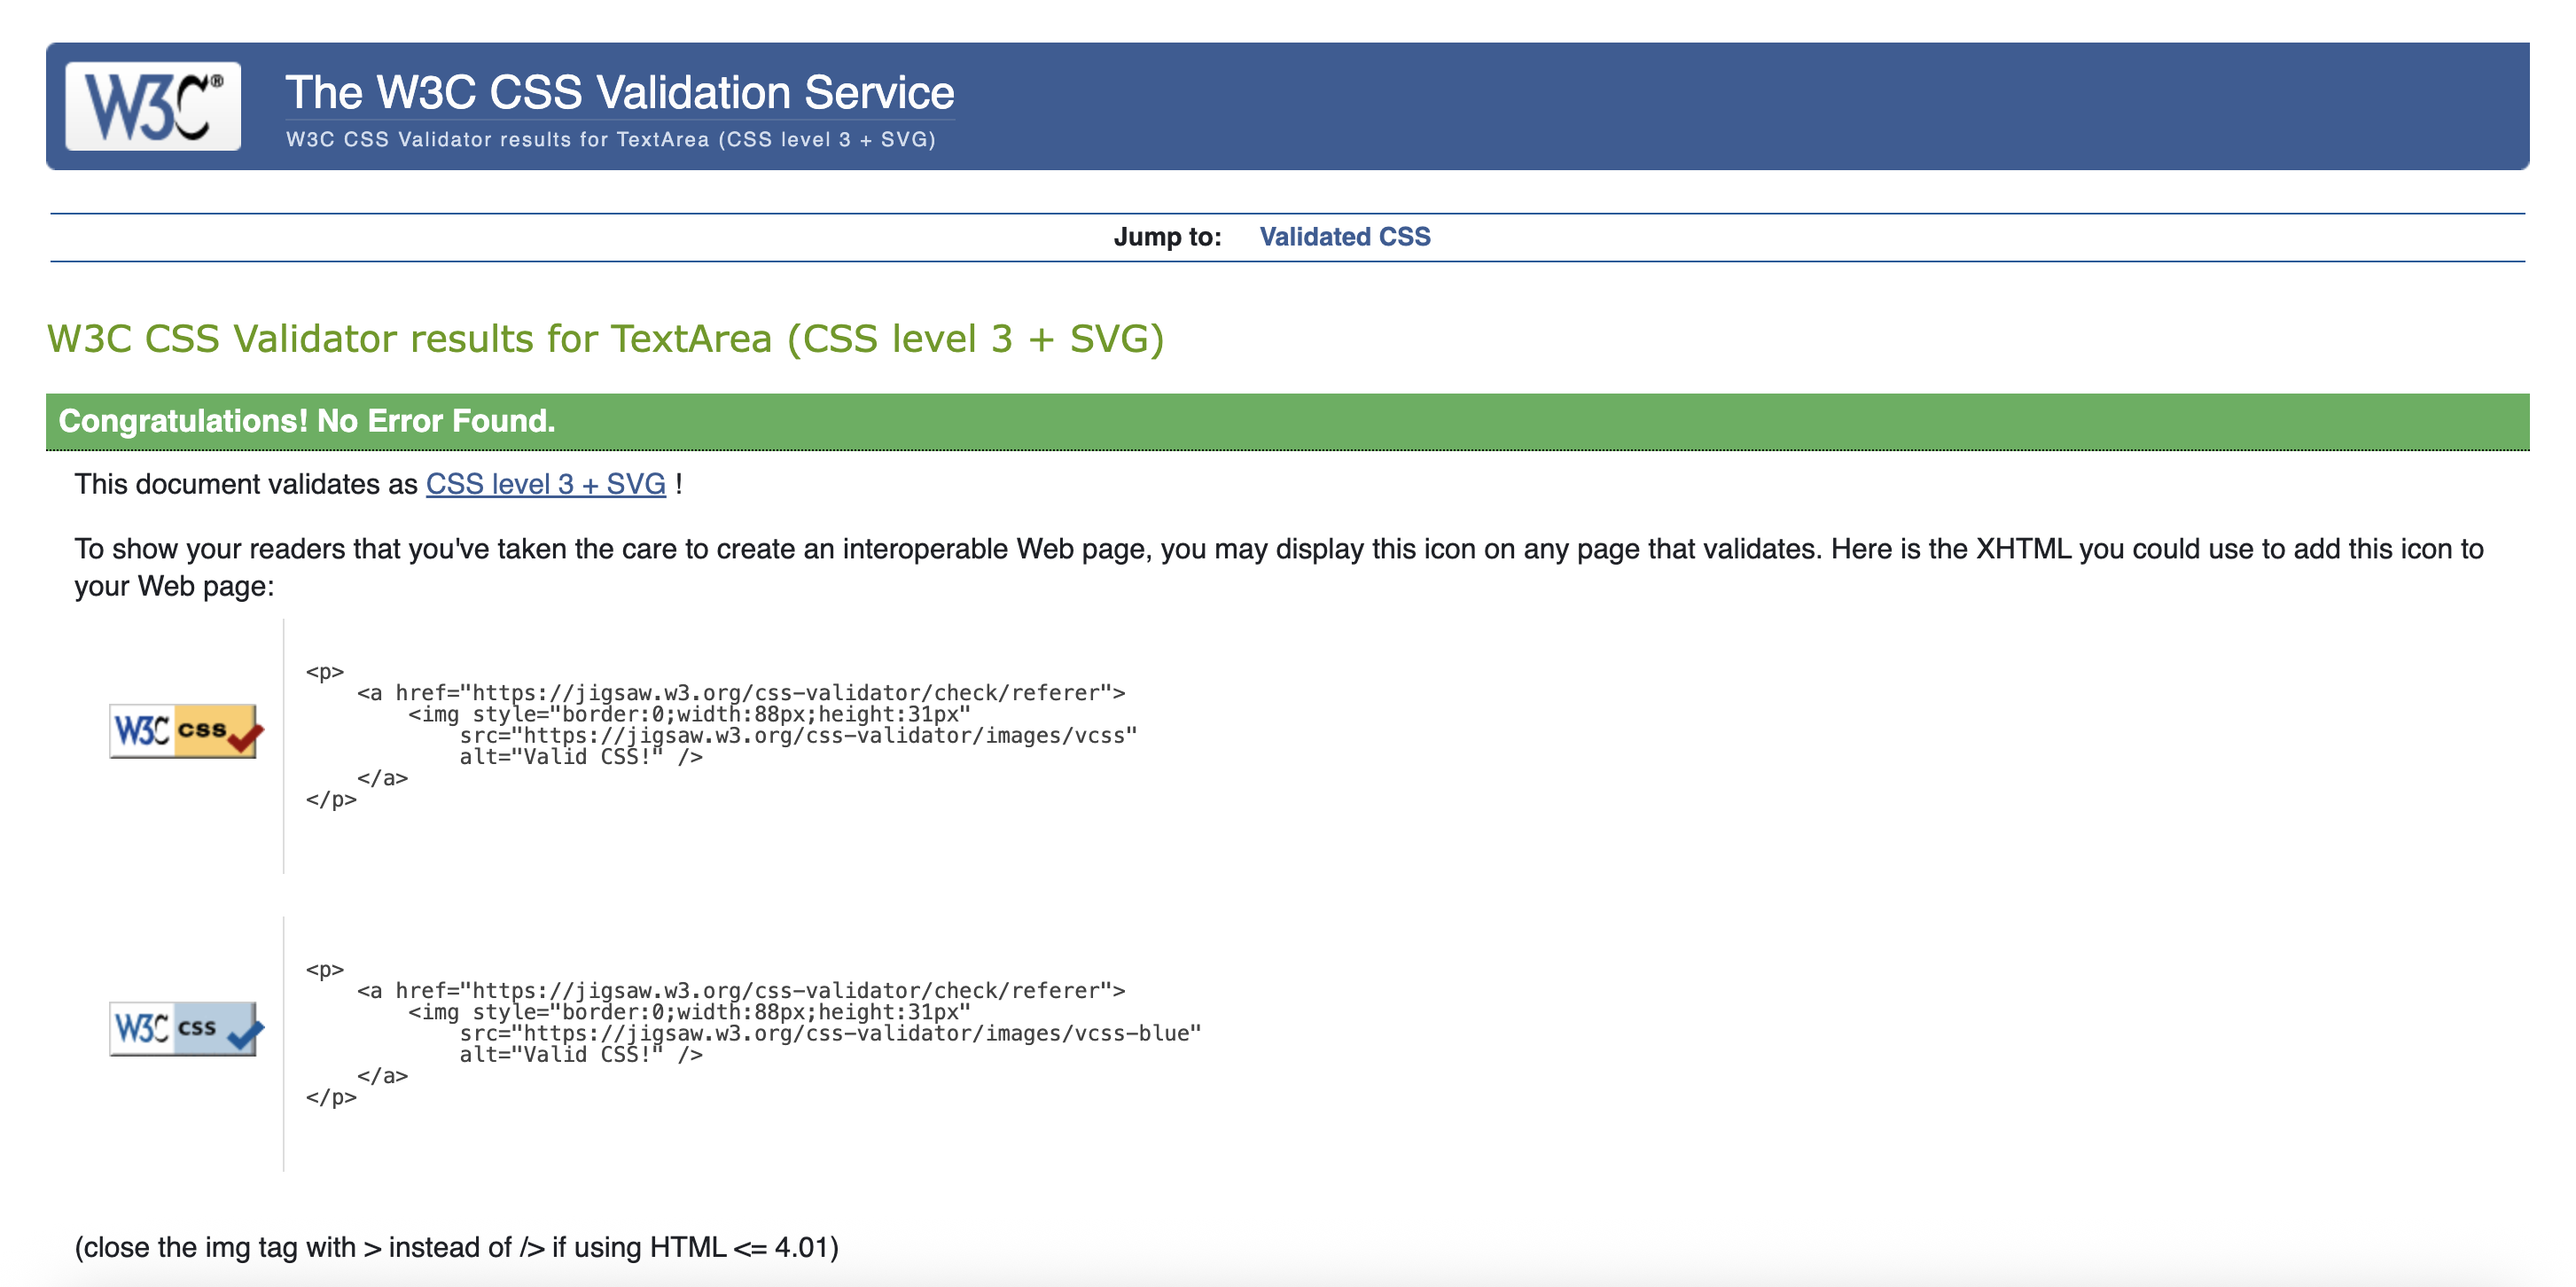 W3C®
The W3C CSS Validation Service
W3C CSS Validator results for TextArea (CSS level 3 + SVG)
Jump to: Validated CSS
W3C CSS Validator results for TextArea (CSS level 3 + SVG)
Congratulations! No Error Found.
This document validates as CSS level 3 + SVG !
To show your readers that you've taken the care to create an interoperable Web page, you may display this icon on any page that validates. Here is the XHTML you could use to add this icon to
your Web page:
W3C css
<p>
    <a href="https://jigsaw.w3.org/css-validator/check/referer">
        <img style="border:0;width:88px;height:31px"
            src="https://jigsaw.w3.org/css-validator/images/vcss"
            alt="Valid CSS!" />
    </a>
</p>
W3C css
<p>
    <a href="https://jigsaw.w3.org/css-validator/check/referer">
        <img style="border:0;width:88px;height:31px"
            src="https://jigsaw.w3.org/css-validator/images/vcss-blue"
            alt="Valid CSS!" />
    </a>
</p>
(close the img tag with > instead of /> if using HTML <= 4.01)